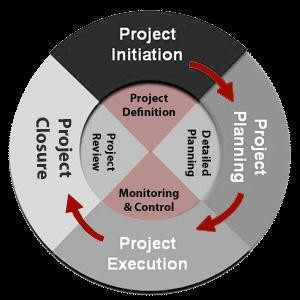 Project
Initiation
Project
Definition
Project
Planning
Detailed
Planning
Project
Closure
Project
Review
Monitoring
& Control
Project
Execution